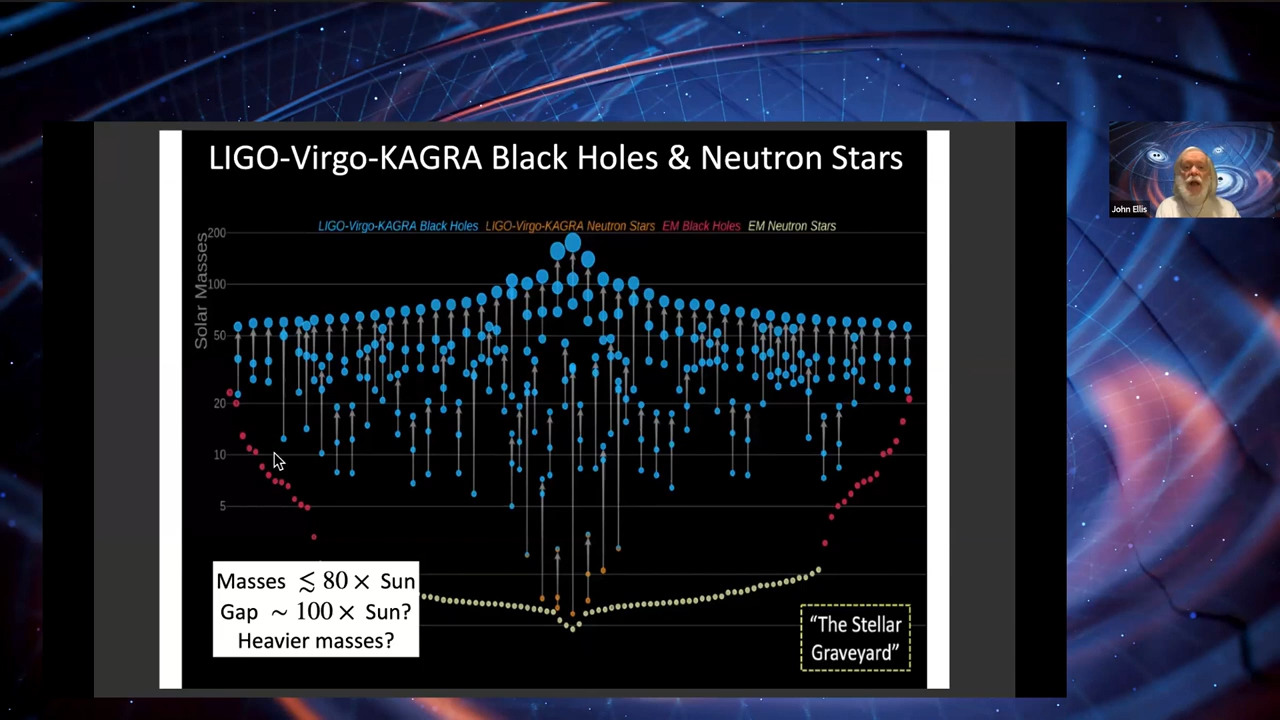 LIGO-Virgo-KAGRA Black Holes & Neutron Stars
LIGO-Virgo-KAGRA Black Holes LIGO-Virgo-KAGRA Neutron Stars EM Black Holes EM Neutron Stars
Solar Masses
200
100
50
20
10
5
Masses ≲ 80 × Sun
Gap ~ 100 × Sun?
Heavier masses?
“The Stellar
Graveyard”
John Ellis